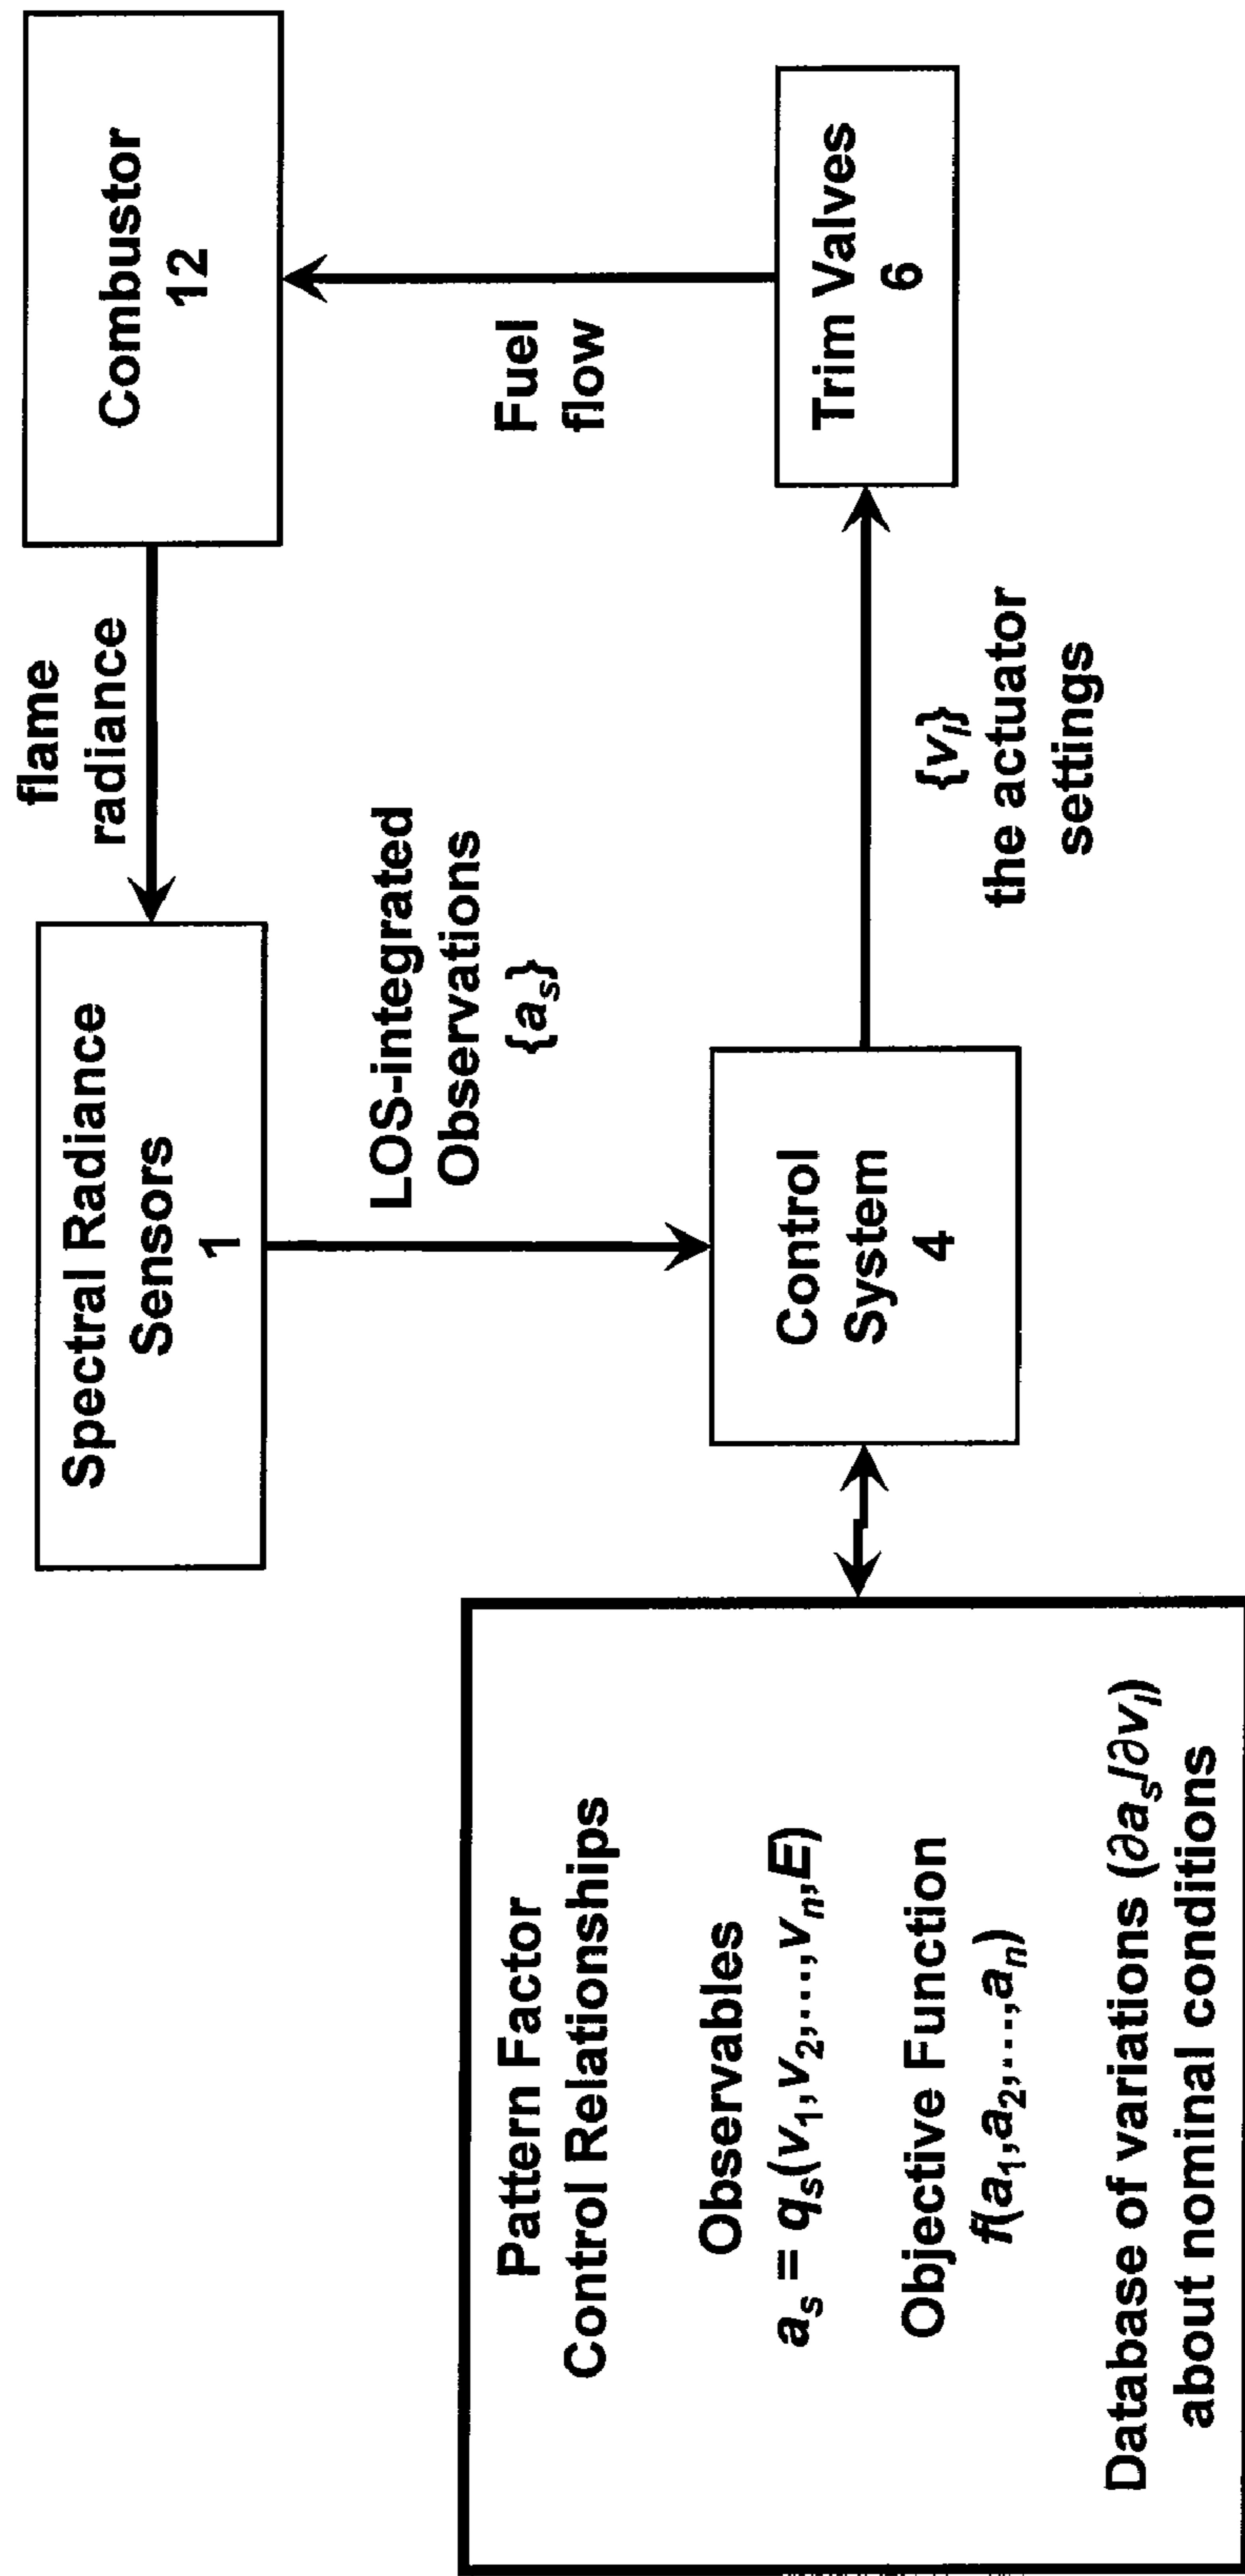 Spectral Radiance
Sensors
1
flame
radiance
Combustor
12
LOS-integrated
Observations
{a_s}
Fuel
flow
Pattern Factor
Control Relationships
Observables
a_s = q_s(v_1,v_2,...,v_n,E)
Objective Function
f(a_1,a_2,...,a_n)
Database of variations (∂a_s/∂v_i)
about nominal conditions
Control
System
4
{v_i}
the actuator
settings
Trim Valves
6